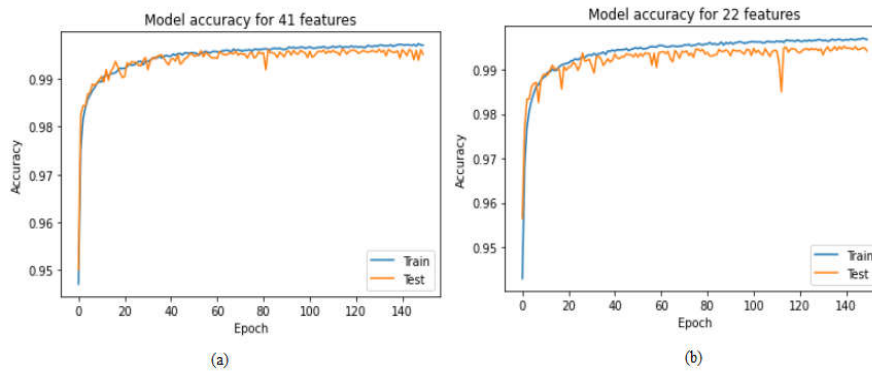 Model accuracy for 41 features
Accuracy
0.99
0.98
0.97
0.96
0.95
0 20 40 60 80 100 120 140
Epoch
Train
Test
(a)
Model accuracy for 22 features
Accuracy
0.99
0.98
0.97
0.96
0.95
0 20 40 60 80 100 120 140
Epoch
Train
Test
(b)